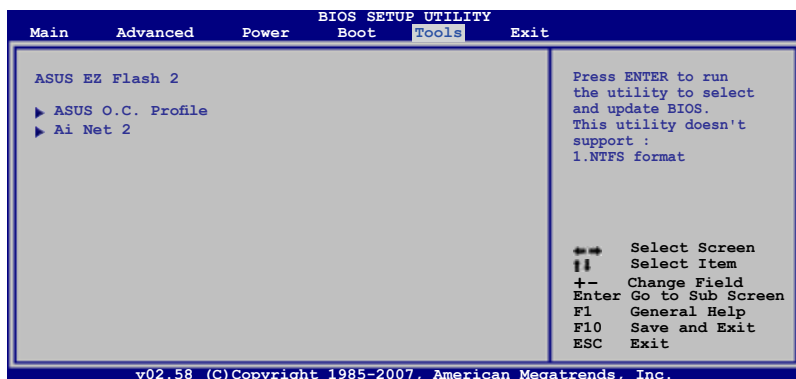 BIOS SETUP UTILITY
Main Advanced Power Boot Tools Exit
ASUS EZ Flash 2
ASUS O.C. Profile
Ai Net 2
Press ENTER to run
the utility to select
and update BIOS.
This utility doesn't
support :
1.NTFS format
←→ Select Screen
↑↓ Select Item
+- Change Field
Enter Go to Sub Screen
F1 General Help
F10 Save and Exit
ESC Exit
v02.58 (C)Copyright 1985-2007, American Megatrends, Inc.